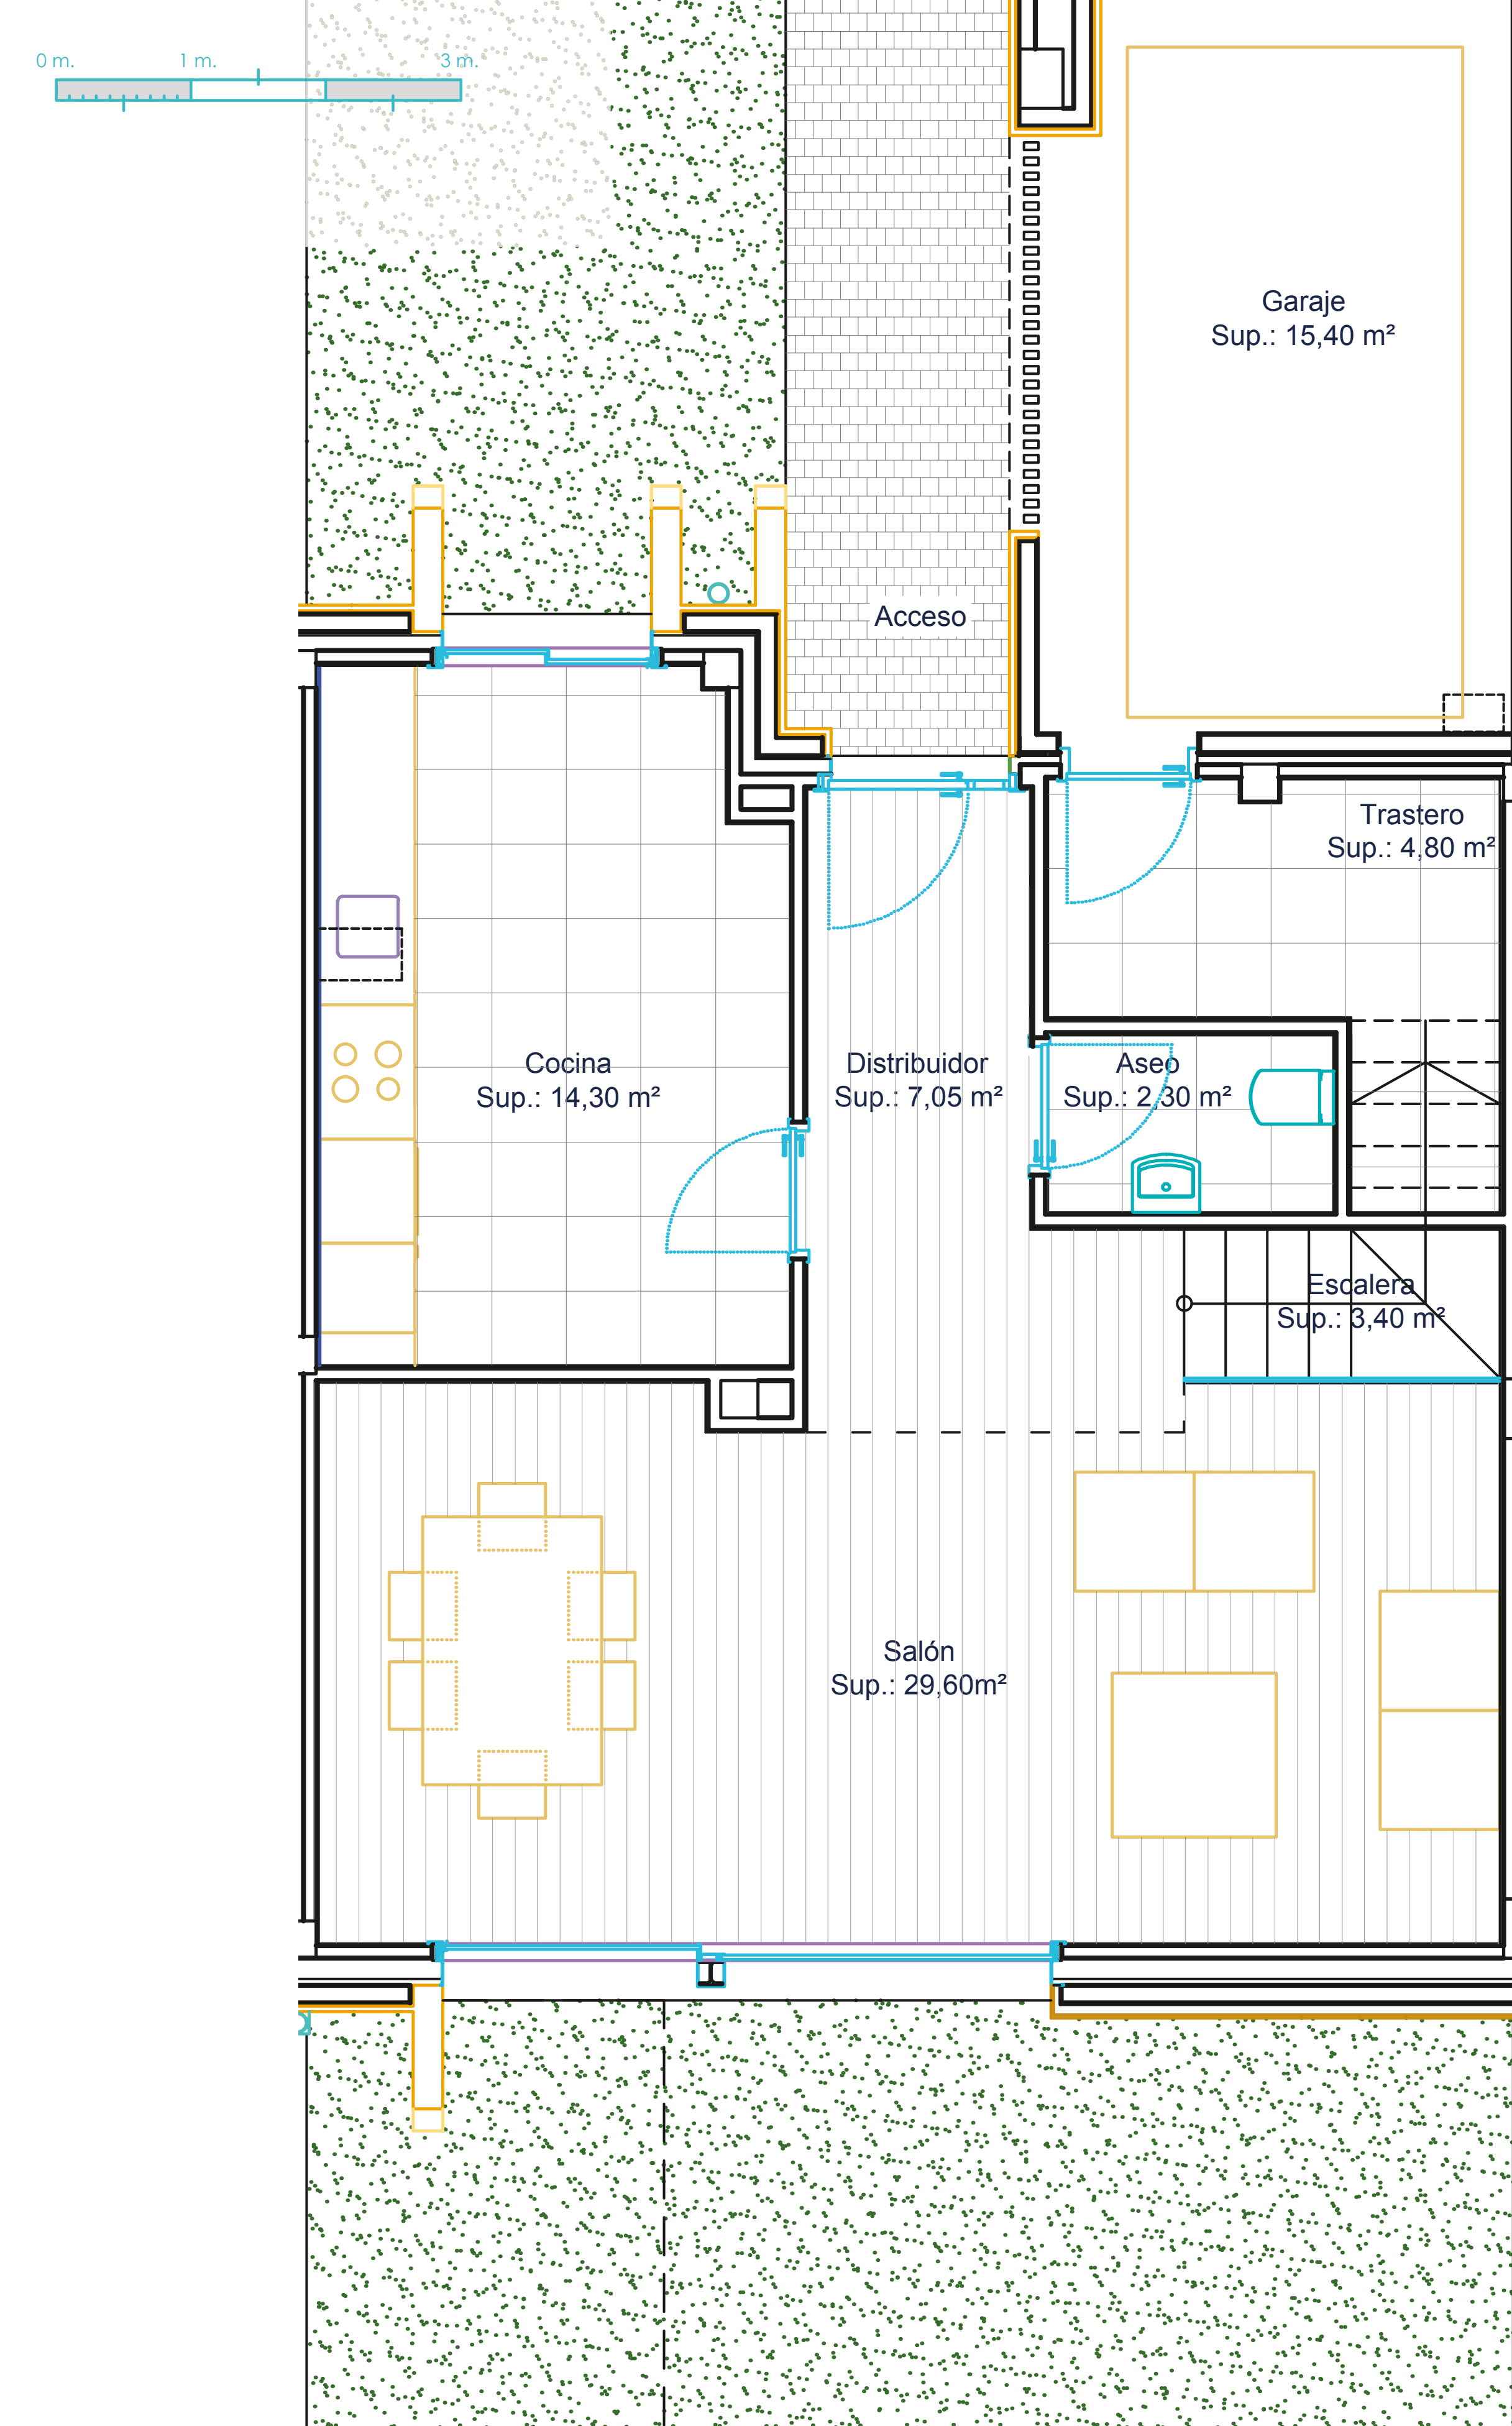 0 m. 1 m. 3 m.
Garaje
Sup.: 15,40 m²
Acceso
Trastero
Sup.: 4,80 m²
Cocina
Sup.: 14,30 m²
Distribuidor
Sup.: 7,05 m²
Aseo
Sup.: 2,30 m²
Escalera
Sup.: 3,40 m²
Salón
Sup.: 29,60m²